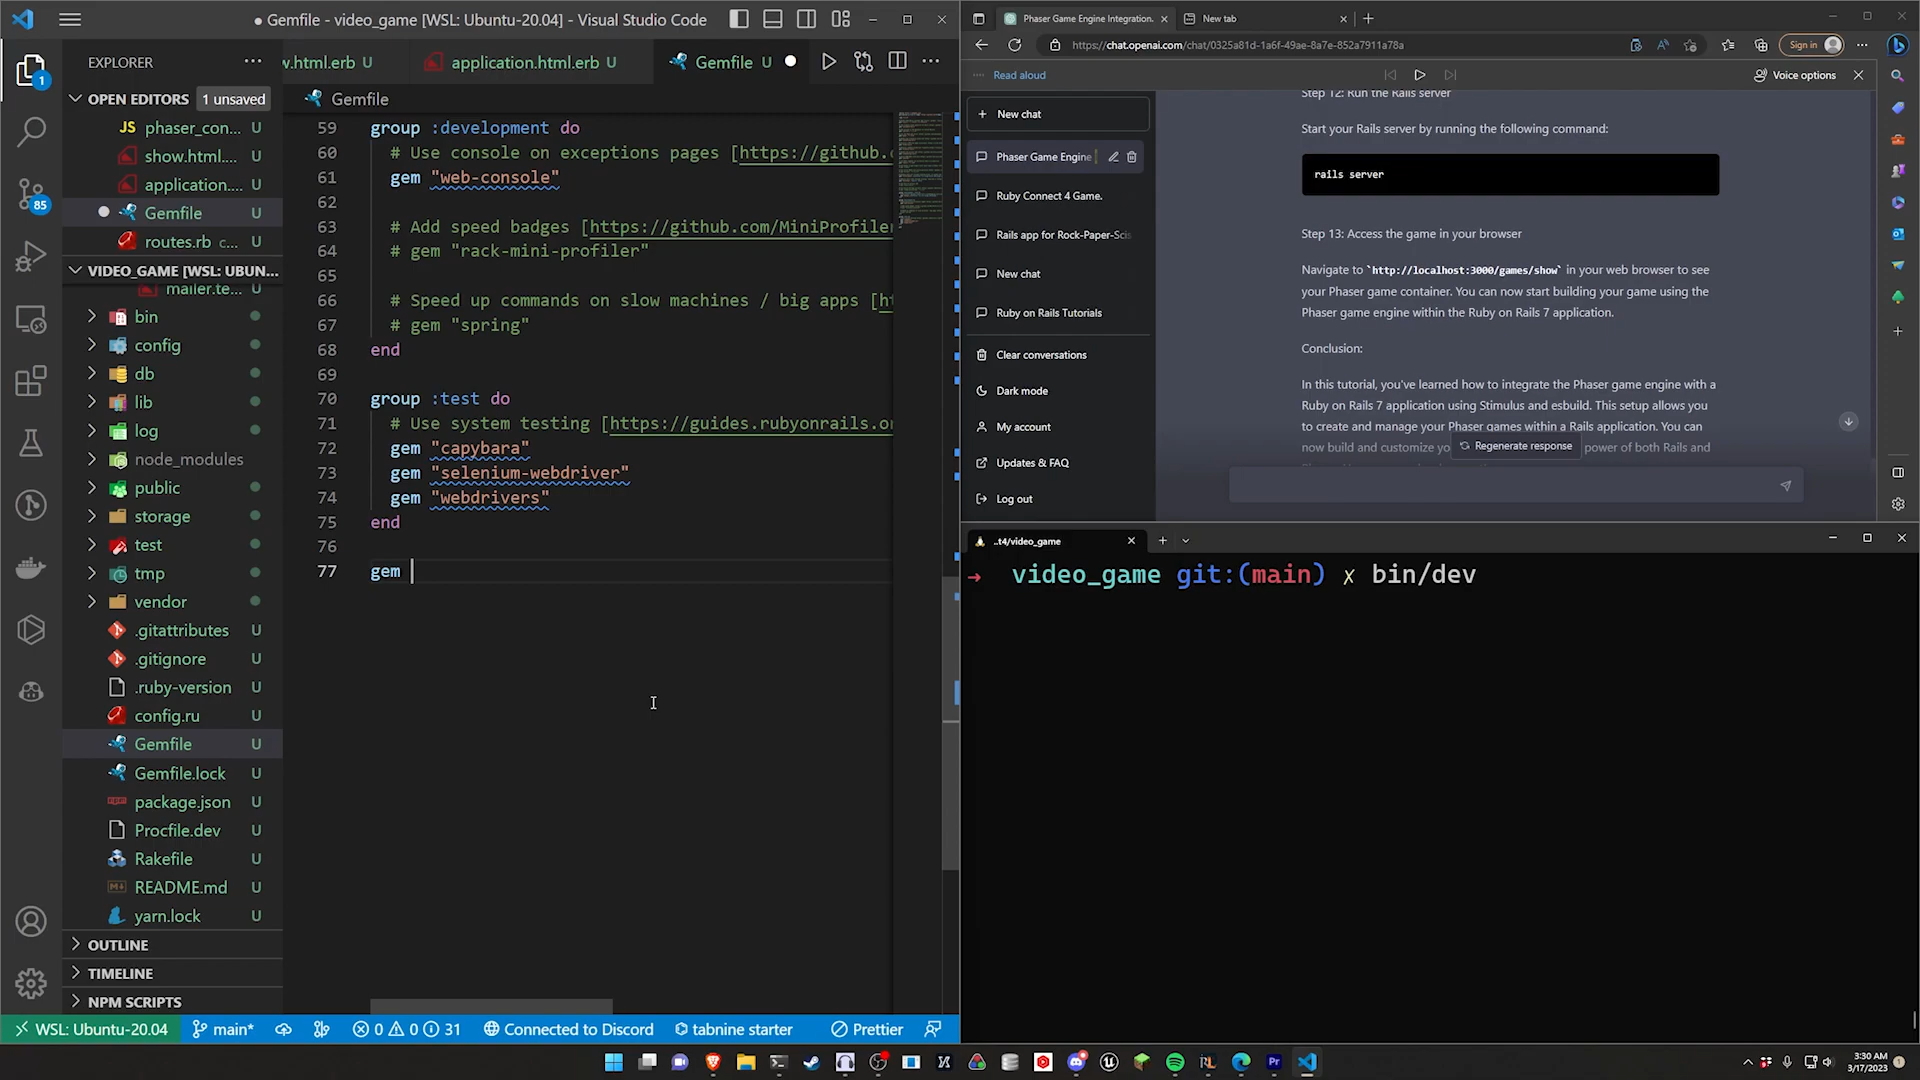 ● Gemfile - video_game [WSL: Ubuntu-20.04] - Visual Studio Code
EXPLORER
OPEN EDITORS 1 unsaved
JS phaser_con... U
show.html.... U
application.... U
Gemfile U
routes.rb c... U
VIDEO_GAME [WSL: UBUN...
mailer.te... U
bin
config
db
lib
log
node_modules
public
storage
test
tmp
vendor
.gitattributes U
.gitignore U
.ruby-version U
config.ru U
Gemfile U
Gemfile.lock U
package.json U
Procfile.dev U
Rakefile U
README.md U
yarn.lock U
OUTLINE
TIMELINE
NPM SCRIPTS
1
85
w.html.erb U
application.html.erb U
Gemfile U
Gemfile
59 group :development do
60 # Use console on exceptions pages [https://github.
61 gem "web-console"
62
63 # Add speed badges [https://github.com/MiniProfiler
64 # gem "rack-mini-profiler"
65
66 # Speed up commands on slow machines / big apps [ht
67 # gem "spring"
68 end
69
70 group :test do
71 # Use system testing [https://guides.rubyonrails.or
72 gem "capybara"
73 gem "selenium-webdriver"
74 gem "webdrivers"
75 end
76
77 gem
WSL: Ubuntu-20.04 main* 0 0 31 Connected to Discord tabnine starter Prettier
Phaser Game Engine Integration.
New tab
https://chat.openai.com/chat/0325a81d-1a6f-49ae-8a7e-852a7911a78a
Sign in
Read aloud
Voice options
New chat
Phaser Game Engine
Ruby Connect 4 Game.
Rails app for Rock-Paper-Scis
New chat
Ruby on Rails Tutorials
Clear conversations
Dark mode
My account
Updates & FAQ
Log out
Step 12: Run the Rails server
Start your Rails server by running the following command:
rails server
Step 13: Access the game in your browser
Navigate to `http://localhost:3000/games/show` in your web browser to see
your Phaser game container. You can now start building your game using the
Phaser game engine within the Ruby on Rails 7 application.
Conclusion:
In this tutorial, you've learned how to integrate the Phaser game engine with a
Ruby on Rails 7 application using Stimulus and esbuild. This setup allows you
to create and manage your Phaser games within a Rails application. You can
now build and customize yo power of both Rails and
Regenerate response
..t4/video_game
→ video_game git:(main) x bin/dev
3:30 AM
3/17/2023